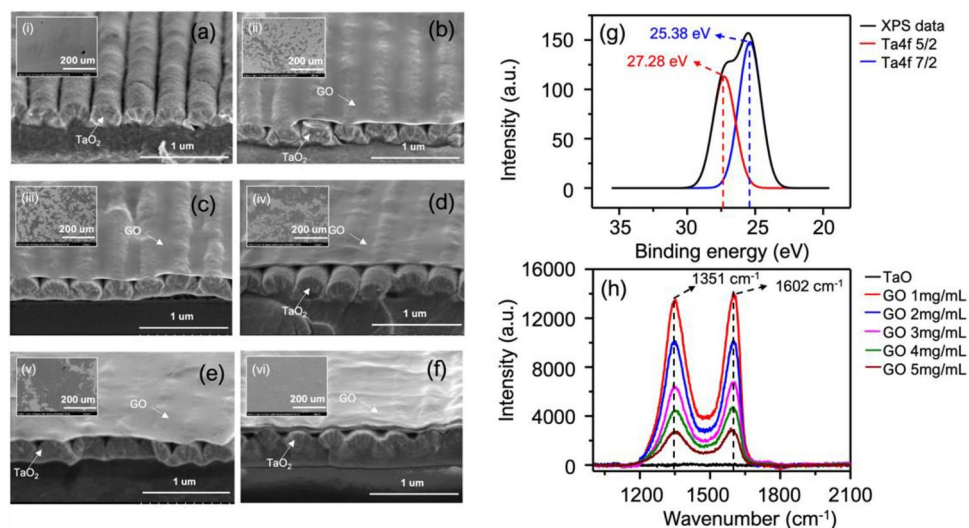 (i)
200 um
(a)
TaO2
1 um
(ii)
200 um
(b)
GO
TaO2
1 um
(iii)
200 um
(c)
GO
1 um
(iv)
200 um
(d)
GO
TaO2
1 um
(v)
200 um
(e)
GO
TaO2
1 um
(vi)
200 um
(f)
GO
TaO2
1 um
(g)
Intensity (a.u.)
150
100
50
0
25.38 eV
27.28 eV
XPS data
Ta4f 5/2
Ta4f 7/2
35 30 25 20
Binding energy (eV)
(h)
Intensity (a.u.)
16000
12000
8000
4000
0
1351 cm-1
1602 cm-1
TaO
GO 1mg/mL
GO 2mg/mL
GO 3mg/mL
GO 4mg/mL
GO 5mg/mL
1200 1500 1800 2100
Wavenumber (cm-1)